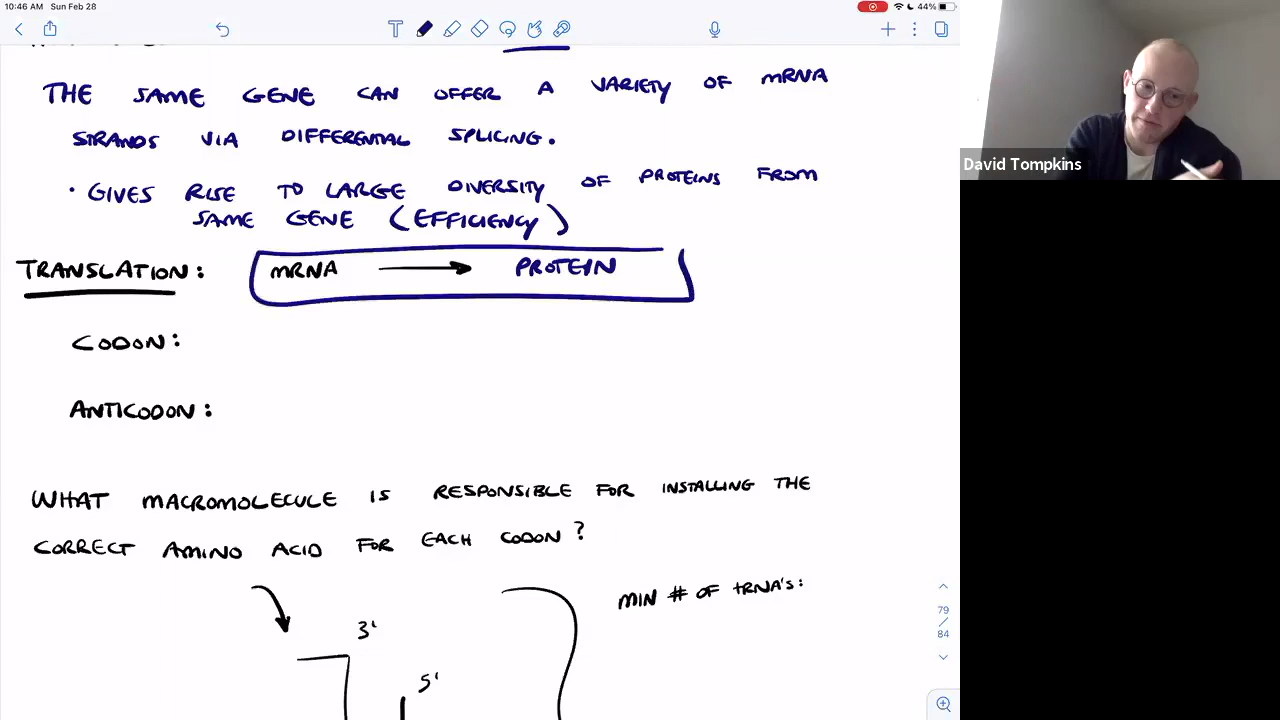 10:46 AM Sun Feb 28
44%
THE SAME GENE CAN OFFER A VARIETY OF mRNA
STRANDS VIA DIFFERENTIAL SPLICING.
• GIVES RISE TO LARGE DIVERSITY OF PROTEINS FROM
SAME GENE (EFFICIENCY)
TRANSLATION: mRNA → PROTEIN
CODON:
ANTICODON:
WHAT MACROMOLECULE IS RESPONSIBLE FOR INSTALLING THE
CORRECT AMINO ACID FOR EACH CODON?
MIN # OF tRNA's:
3'
5'
79
/
84
David Tompkins